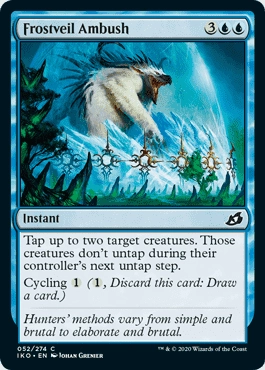 Frostveil Ambush 3
Instant
Tap up to two target creatures. Those
creatures don't untap during their
controller's next untap step.
Cycling 1 (1, Discard this card: Draw
a card.)
Hunters' methods vary from simple and
brutal to elaborate and brutal.
052/274 C
IKO • EN Johan Grenier
™ & © 2020 Wizards of the Coast